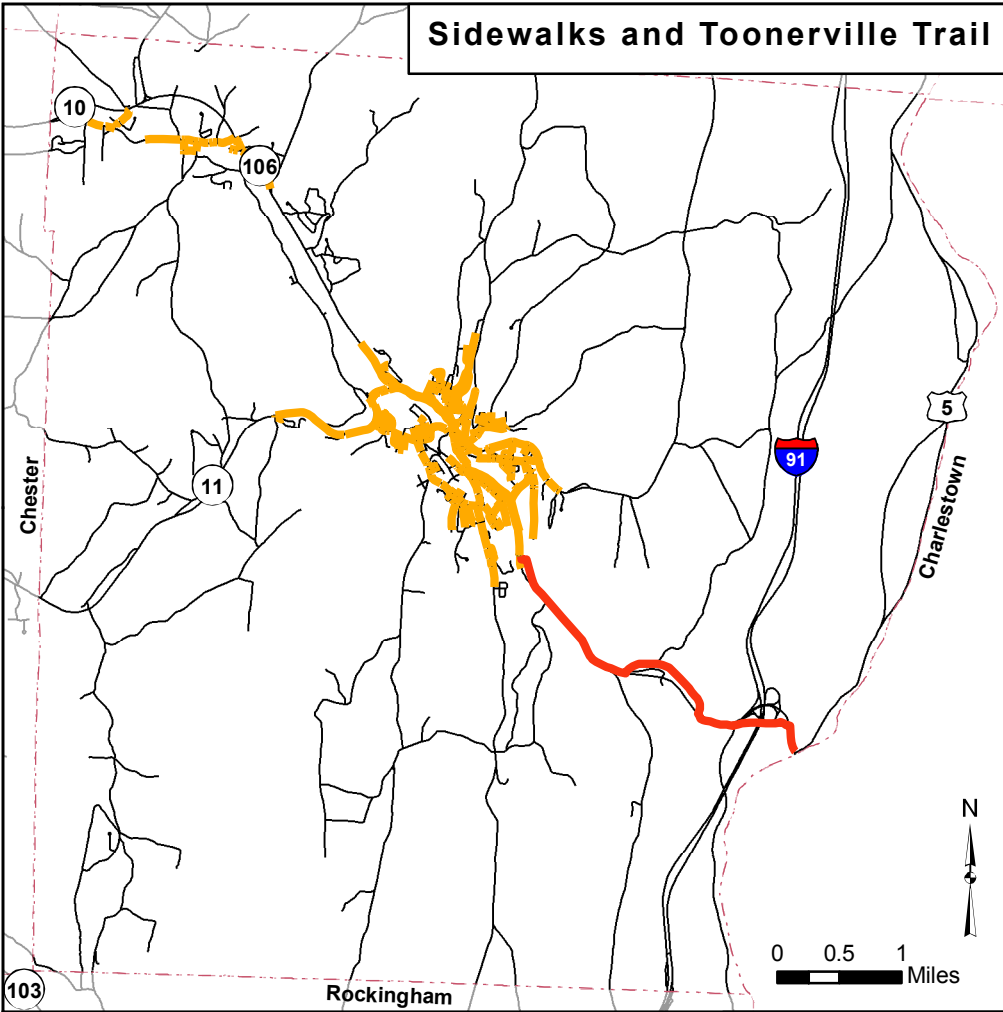 Sidewalks and Toonerville Trail
10
106
5
91
Chester
11
Charlestown
N
0 0.5 1
Miles
103
Rockingham